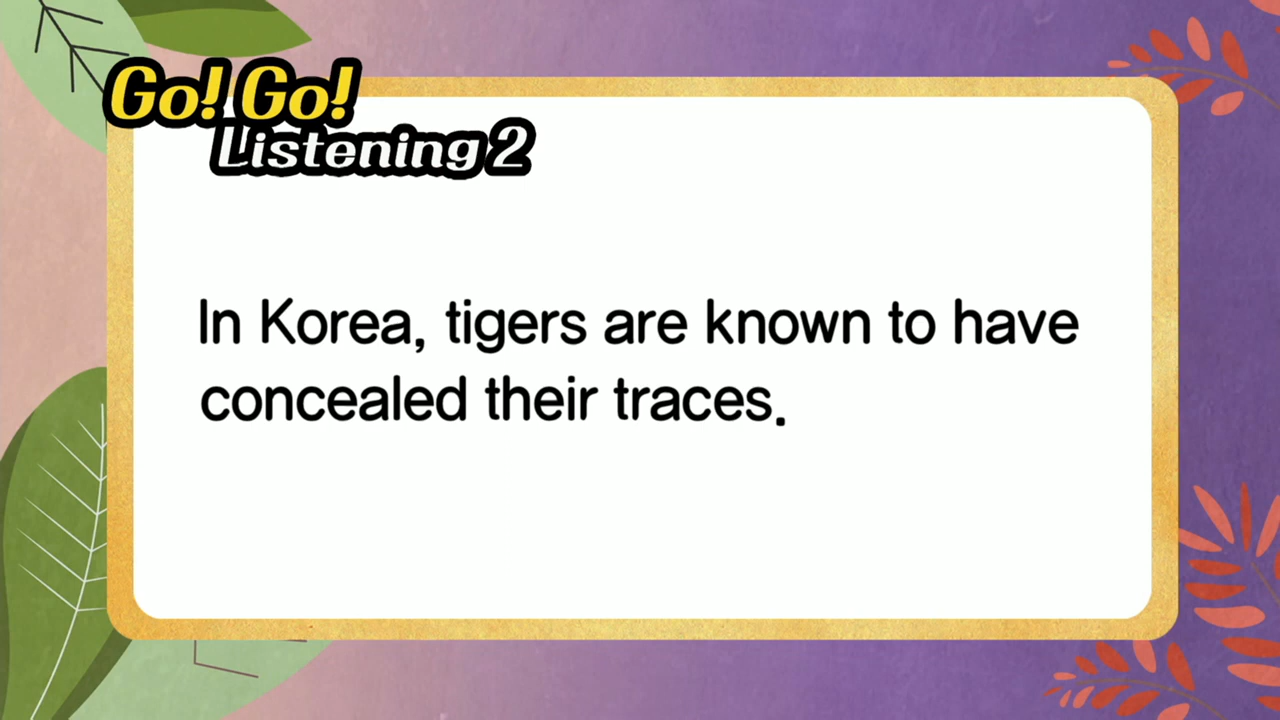 Go! Go!
Listening 2
In Korea, tigers are known to have
concealed their traces.